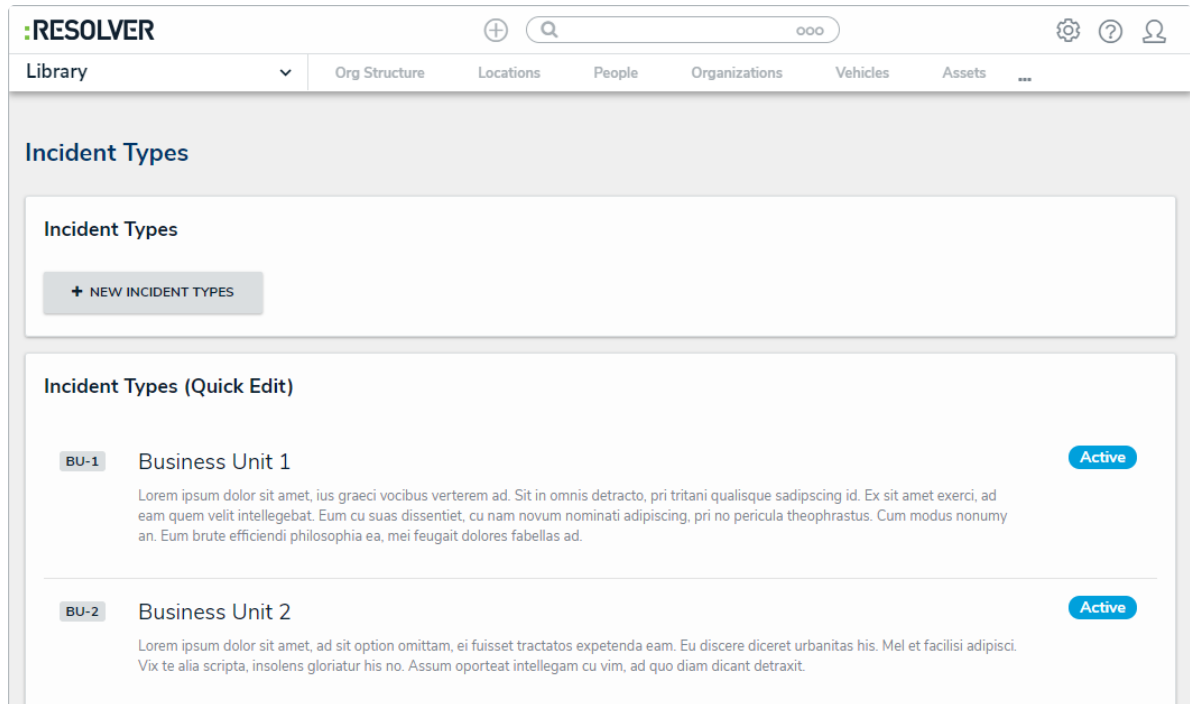 :RESOLVER
Library
Org Structure
Locations
People
Organizations
Vehicles
Assets
...
Incident Types
Incident Types
+ NEW INCIDENT TYPES
Incident Types (Quick Edit)
BU-1
Business Unit 1
Active
Lorem ipsum dolor sit amet, ius graeci vocibus verterem ad. Sit in omnis detracto, pri tritani qualisque sadipscing id. Ex sit amet exerci, ad
eam quem velit intellegebat. Eum cu suas dissentiet, cu nam novum nominati adipiscing, pri no pericula theophrastus. Cum modus nonumy
an. Eum brute efficiendi philosophia ea, mei feugait dolores fabellas ad.
BU-2
Business Unit 2
Active
Lorem ipsum dolor sit amet, ad sit option omittam, ei fuisset tractatos expetenda eam. Eu discere diceret urbanitas his. Mel et facilisi adipisci.
Vix te alia scripta, insolens gloriatur his no. Assum oporteat intellegam cu vim, ad quo diam dicant detraxit.